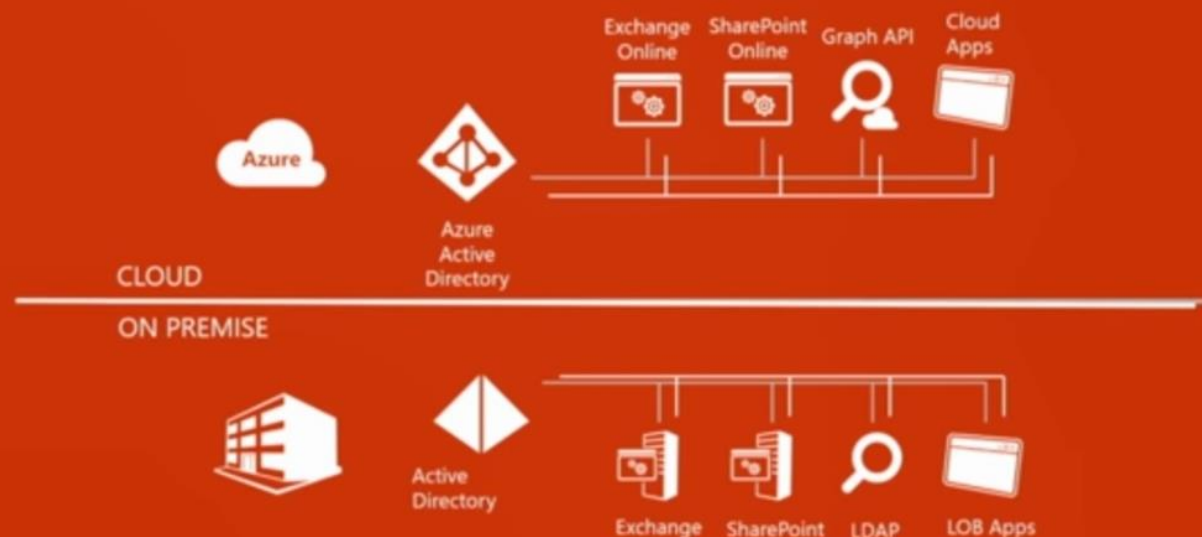 Exchange
Online
SharePoint
Online
Graph API
Cloud
Apps
Azure
Azure
Active
Directory
CLOUD
ON PREMISE
Active
Directory
Exchange
SharePoint
LDAP
LOB Apps